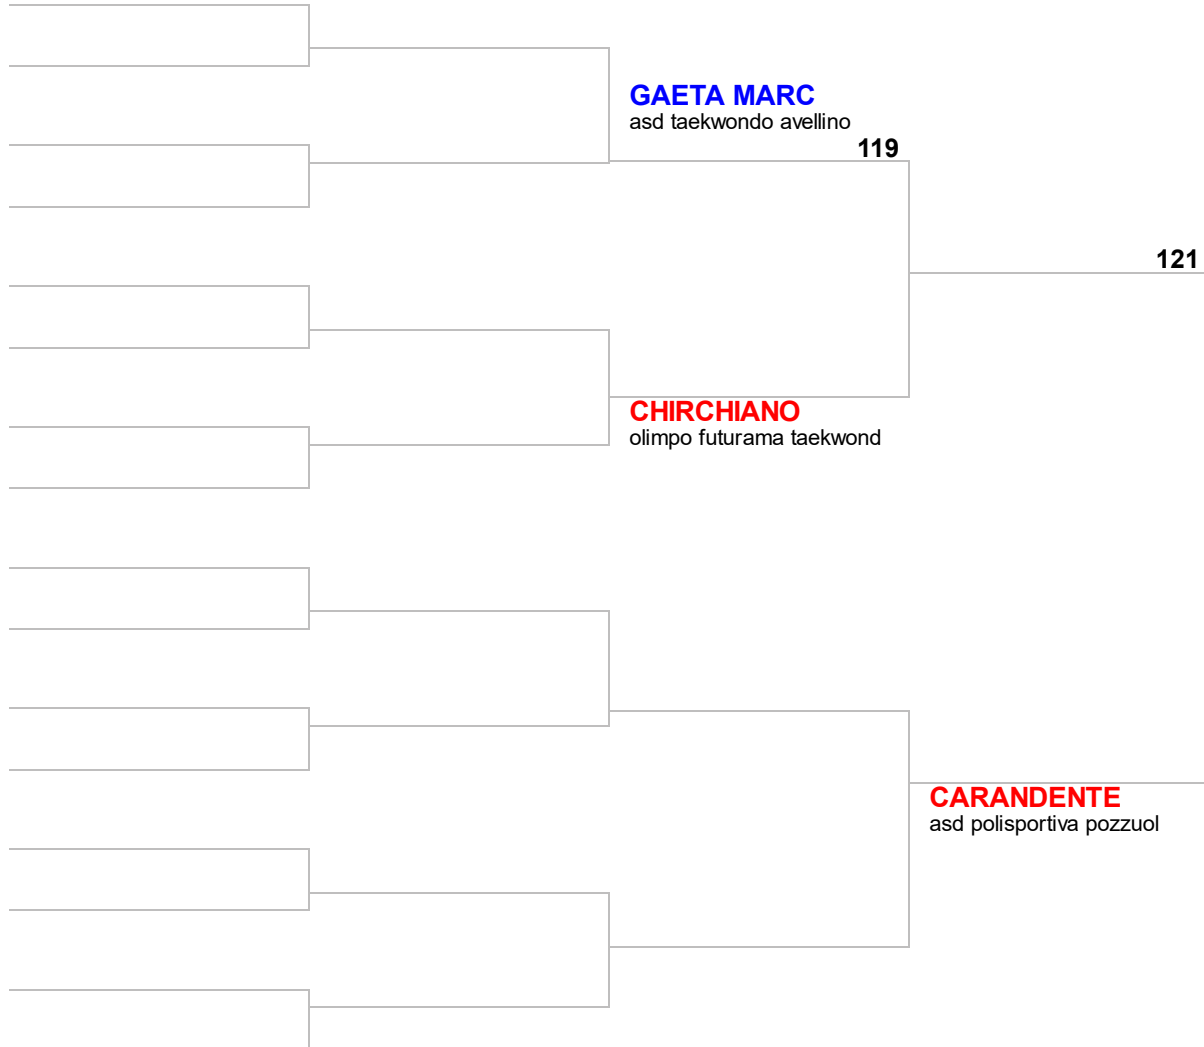 GAETA MARC
asd taekwondo avellino
119
121
CHIRCHIANO
olimpo futurama taekwond
CARANDENTE
asd polisportiva pozzuol